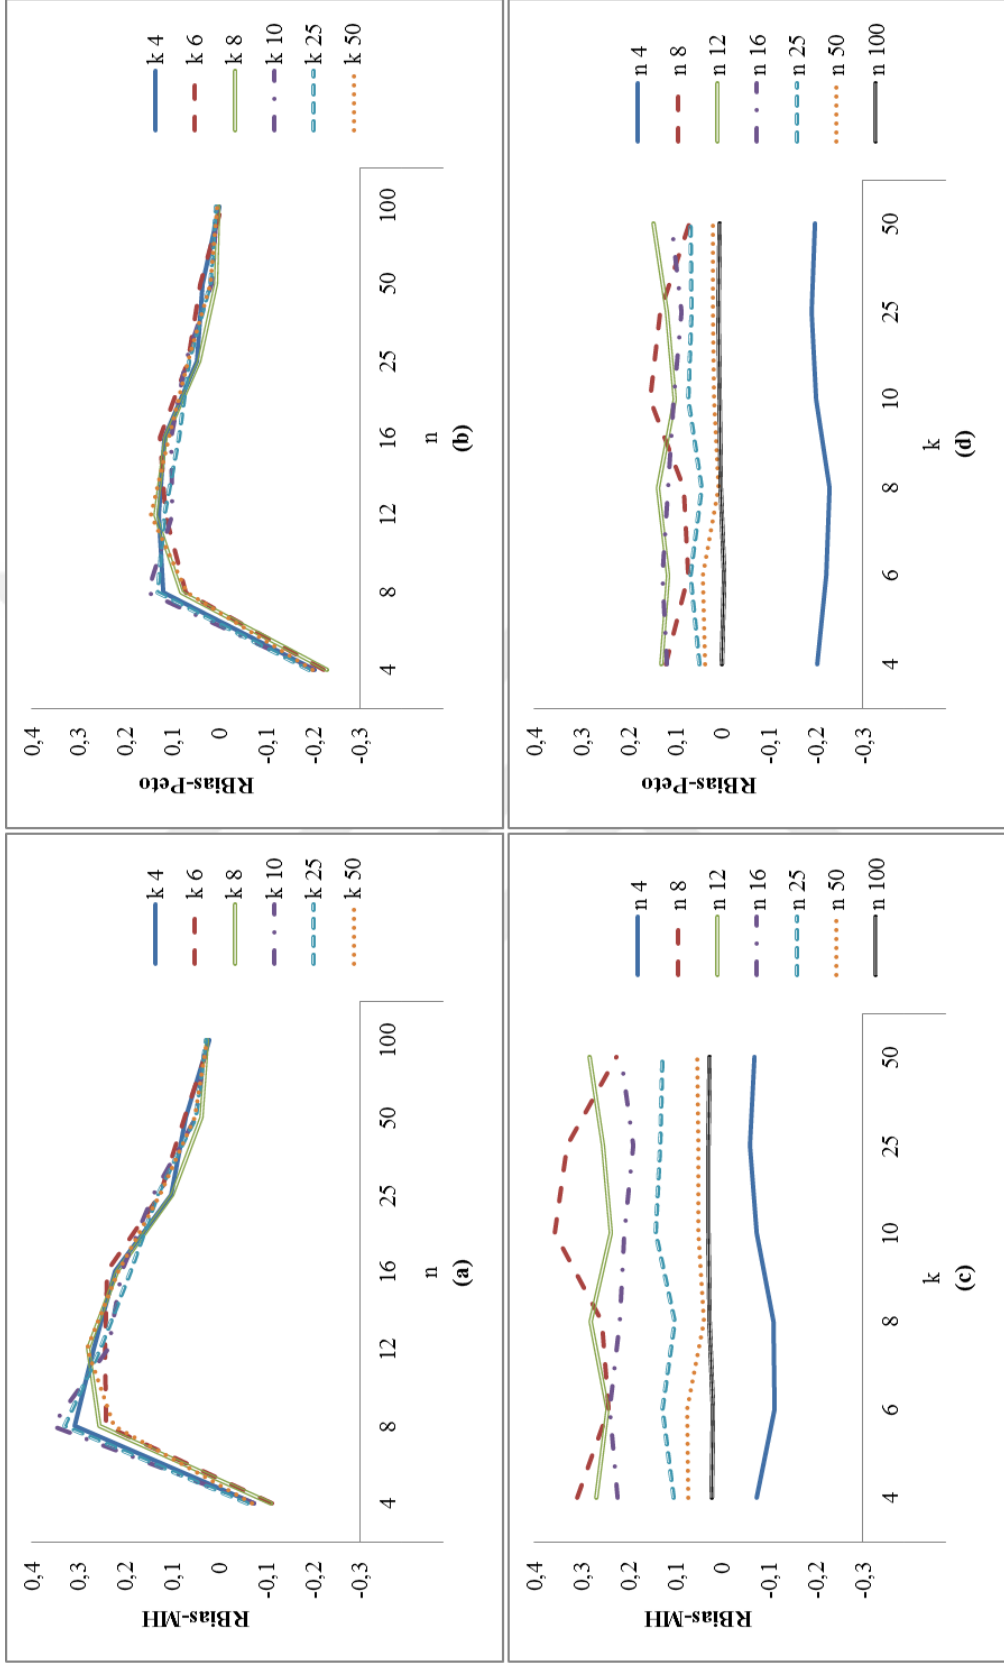 0,4
0,3
0,2
0,1
0
-0,1
-0,2
-0,3
RBias-MH
4
8
12
16
25
50
100
n
(a)
k 4
k 6
k 8
k 10
k 25
k 50
0,4
0,3
0,2
0,1
0
-0,1
-0,2
-0,3
RBias-Peto
4
8
12
16
25
50
100
n
(b)
k 4
k 6
k 8
k 10
k 25
k 50
0,4
0,3
0,2
0,1
0
-0,1
-0,2
-0,3
RBias-MH
4
6
8
10
25
50
k
(c)
n 4
n 8
n 12
n 16
n 25
n 50
n 100
0,4
0,3
0,2
0,1
0
-0,1
-0,2
-0,3
RBias-Peto
4
6
8
10
25
50
k
(d)
n 4
n 8
n 12
n 16
n 25
n 50
n 100